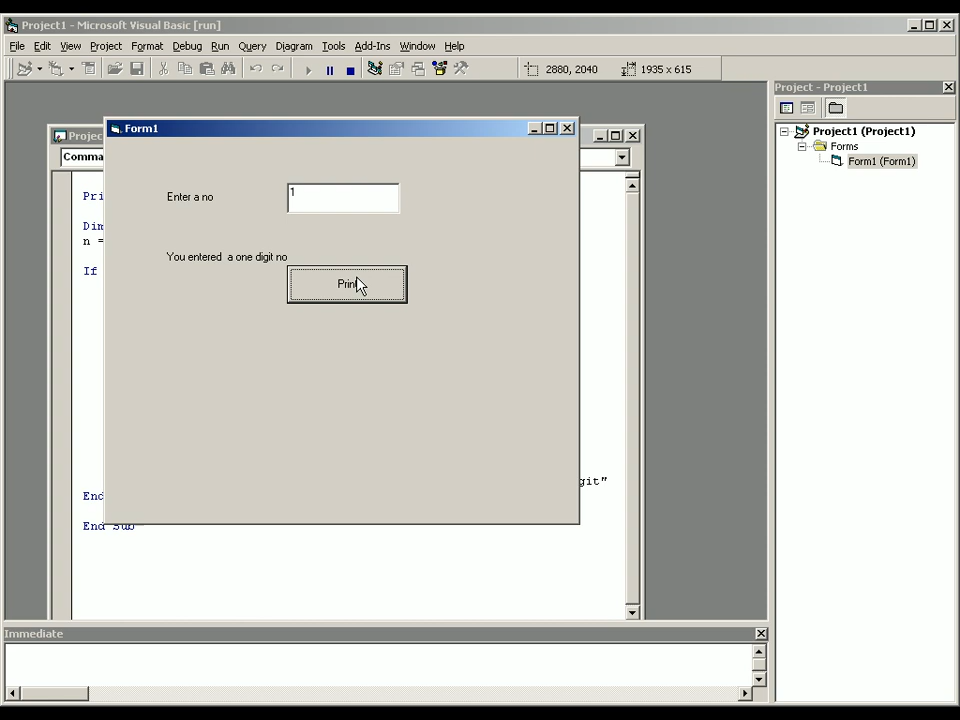 Project1 - Microsoft Visual Basic [run]
File Edit View Project Format Debug Run Query Diagram Tools Add-Ins Window Help
2880, 2040 1935 x 615
Project - Project1
Project1 (Project1)
Forms
Form1 (Form1)
Form1
Enter a no
1
You entered a one digit no
n =
If
git"
End
End Sub
Immediate